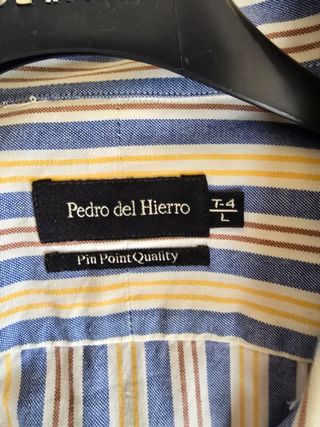 Pedro del Hierro
T-4
L
Pin Point Quality